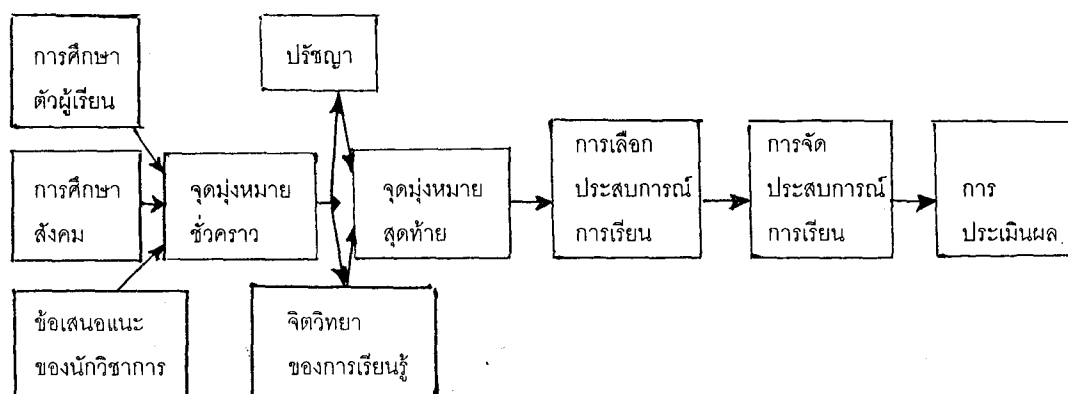 การศึกษา
ตัวผู้เรียน
การศึกษา
สังคม
ข้อเสนอแนะ
ของนักวิชาการ
จุดมุ่งหมาย
ชั่วคราว
ปรัชญา
จิตวิทยา
ของการเรียนรู้
จุดมุ่งหมาย
สุดท้าย
การเลือก
ประสบการณ์
การเรียน
การจัด
ประสบการณ์
การเรียน
การ
ประเมินผล